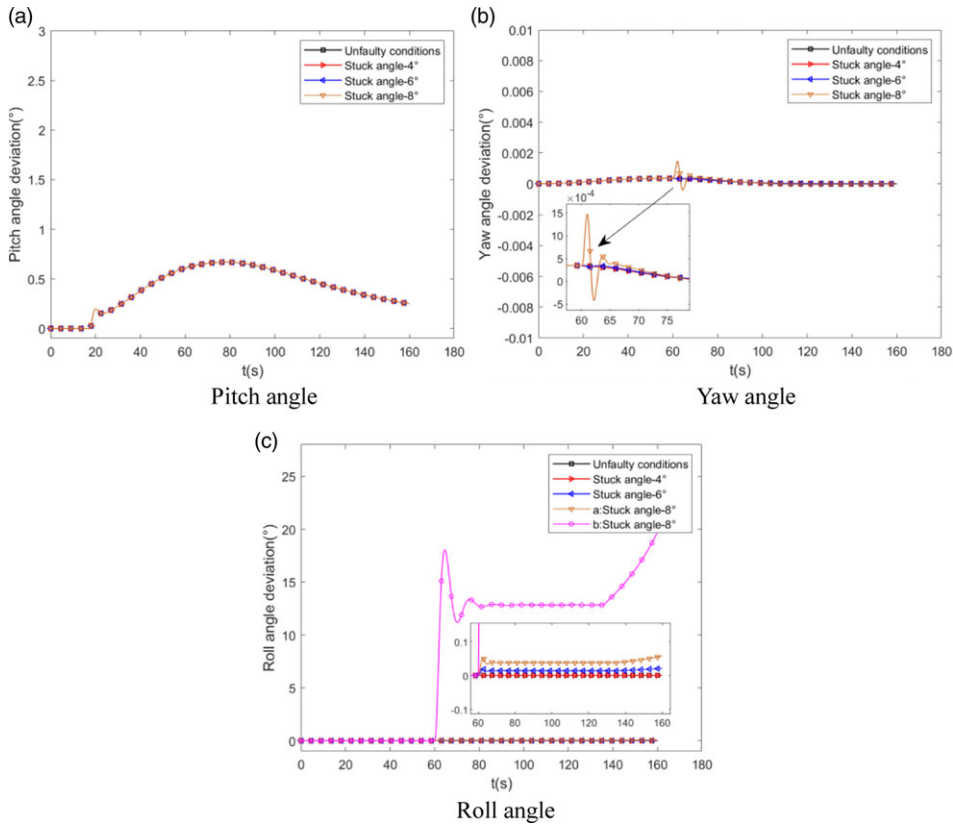 (a)
3
2.5
2
1.5
1
0.5
0
Pitch angle deviation(°)
Unfaulty conditions
Stuck angle-4°
Stuck angle-6°
Stuck angle-8°
0 20 40 60 80 100 120 140 160 180
t(s)
Pitch angle
(b)
0.01
0.008
0.006
0.004
0.002
0
-0.002
-0.004
-0.006
-0.008
-0.01
Yaw angle deviation(°)
Unfaulty conditions
Stuck angle-4°
Stuck angle-6°
Stuck angle-8°
×10⁻⁴
15
10
5
0
-5
60 65 70 75
0 20 40 60 80 100 120 140 160 180
t(s)
Yaw angle
(c)
25
20
15
10
5
0
Roll angle deviation(°)
Unfaulty conditions
Stuck angle-4°
Stuck angle-6°
a:Stuck angle-8°
b:Stuck angle-8°
0.1
0
-0.1
60 80 100 120 140 160
0 20 40 60 80 100 120 140 160 180
t(s)
Roll angle